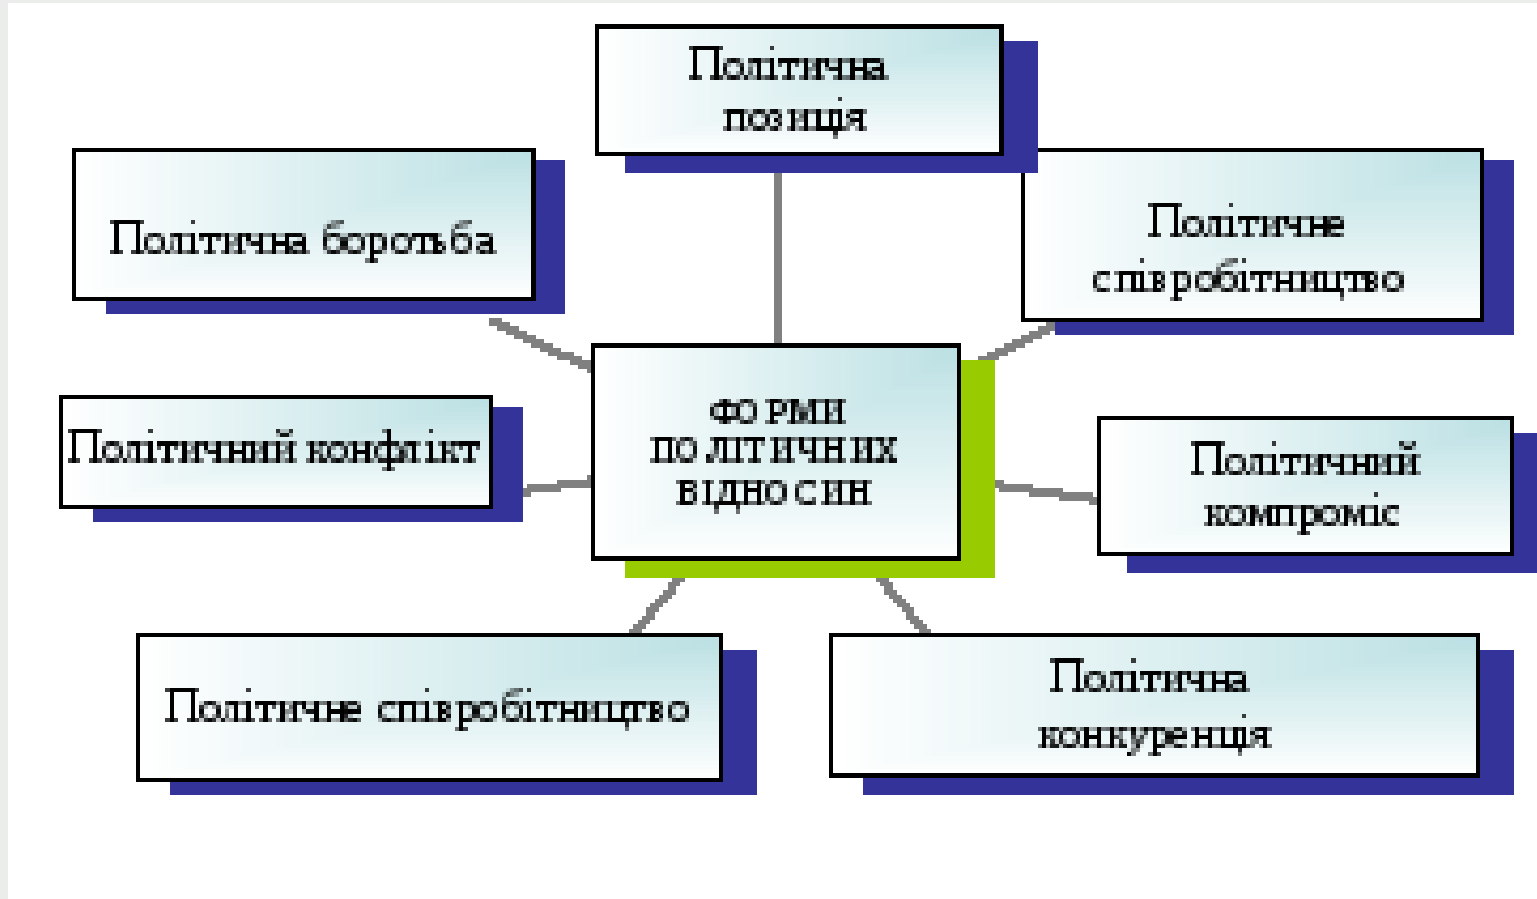 Політична
позиція
Політична боротьба
Політичне
співробітництво
ФОРМИ
ПОЛІТИЧНИХ
ВІДНОСИН
Політичний конфлікт
Політичний
компроміс
Політичне співробітництво
Політична
конкуренція